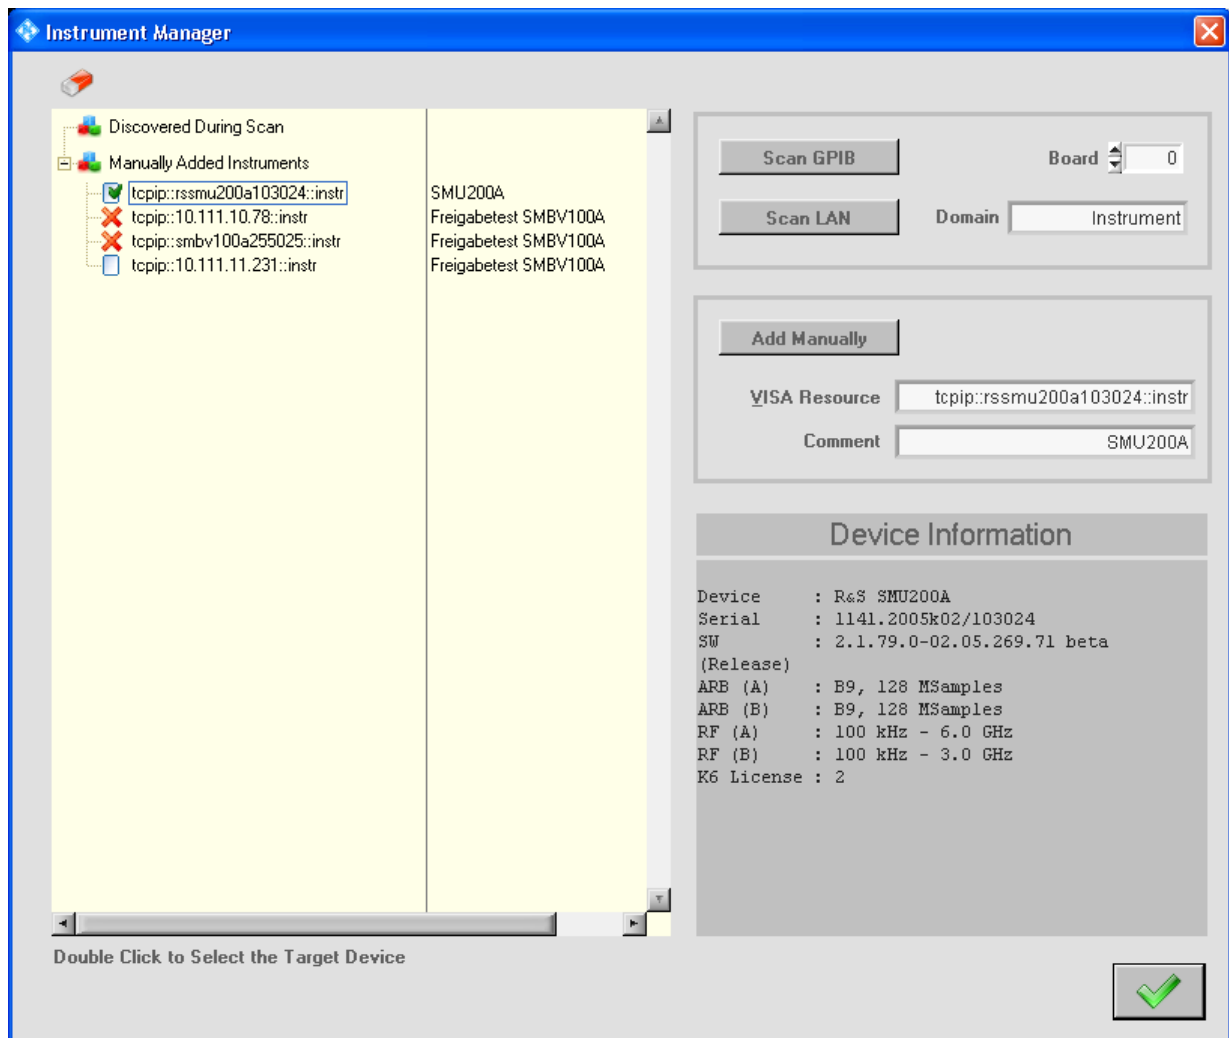 Instrument Manager
Discovered During Scan
Manually Added Instruments
tcpip::rssmu200a103024::instr SMU200A
tcpip::10.111.10.78::instr Freigabetest SMBV100A
tcpip::smbv100a255025::instr Freigabetest SMBV100A
tcpip::10.111.11.231::instr Freigabetest SMBV100A
Double Click to Select the Target Device
Scan GPIB Board 0
Scan LAN Domain Instrument
Add Manually
VISA Resource tcpip::rssmu200a103024::instr
Comment SMU200A
Device Information
Device : R&S SMU200A
Serial : 1141.2005k02/103024
SW : 2.1.79.0-02.05.269.71 beta
(Release)
ARB (A) : B9, 128 MSamples
ARB (B) : B9, 128 MSamples
RF (A) : 100 kHz - 6.0 GHz
RF (B) : 100 kHz - 3.0 GHz
K6 License : 2